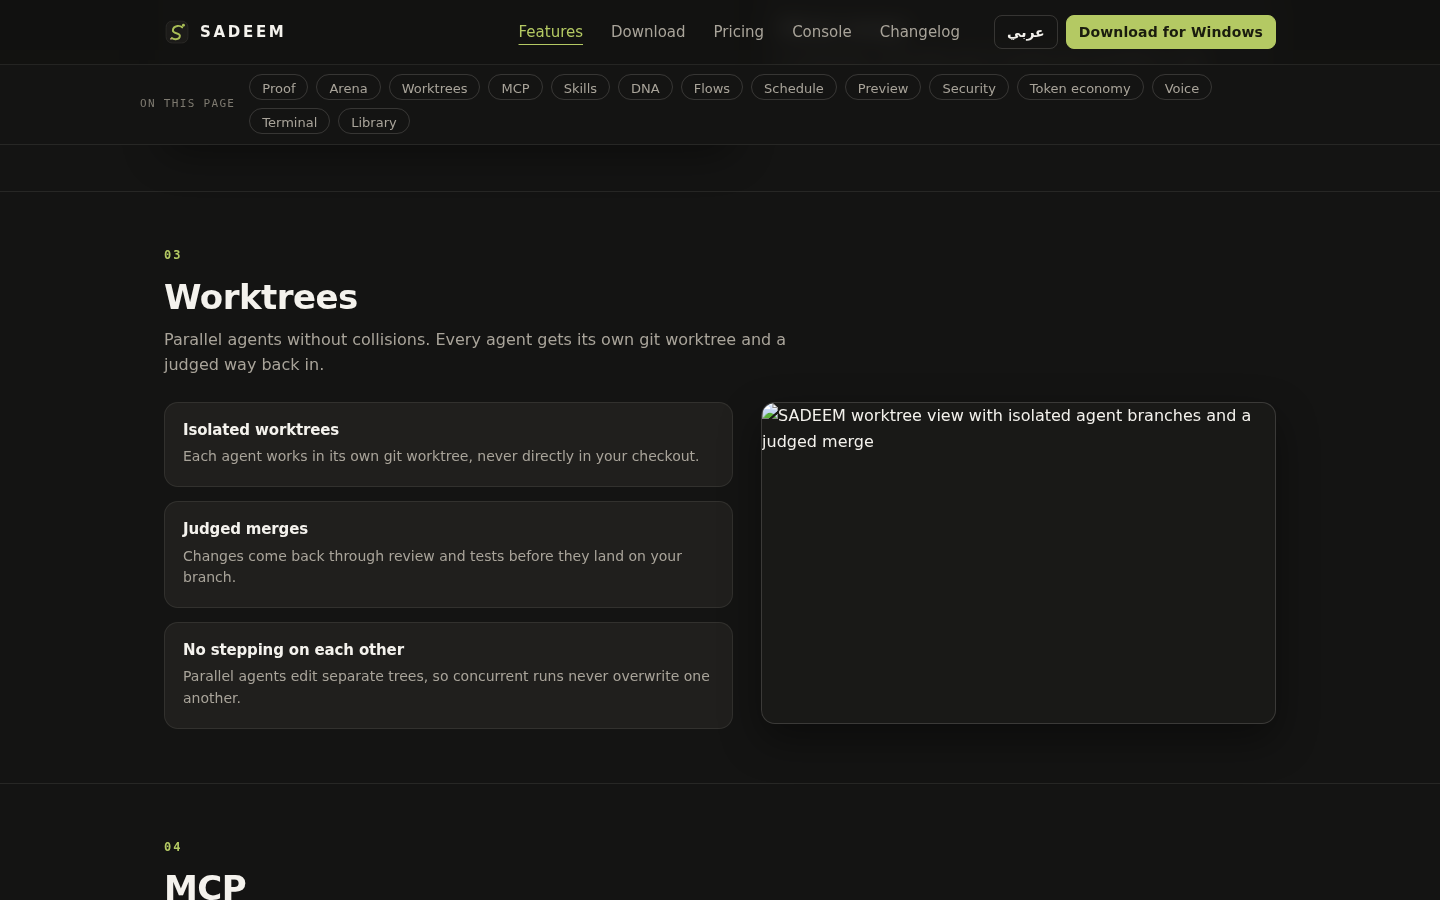 SADEEM
Features Download Pricing Console Changelog عربي Download for Windows
ON THIS PAGE
Proof Arena Worktrees MCP Skills DNA Flows Schedule Preview Security Token economy Voice
Terminal Library
03
Worktrees
Parallel agents without collisions. Every agent gets its own git worktree and a
judged way back in.
Isolated worktrees
Each agent works in its own git worktree, never directly in your checkout.
Judged merges
Changes come back through review and tests before they land on your
branch.
No stepping on each other
Parallel agents edit separate trees, so concurrent runs never overwrite one
another.
SADEEM worktree view with isolated agent branches and a
judged merge
04
MCP